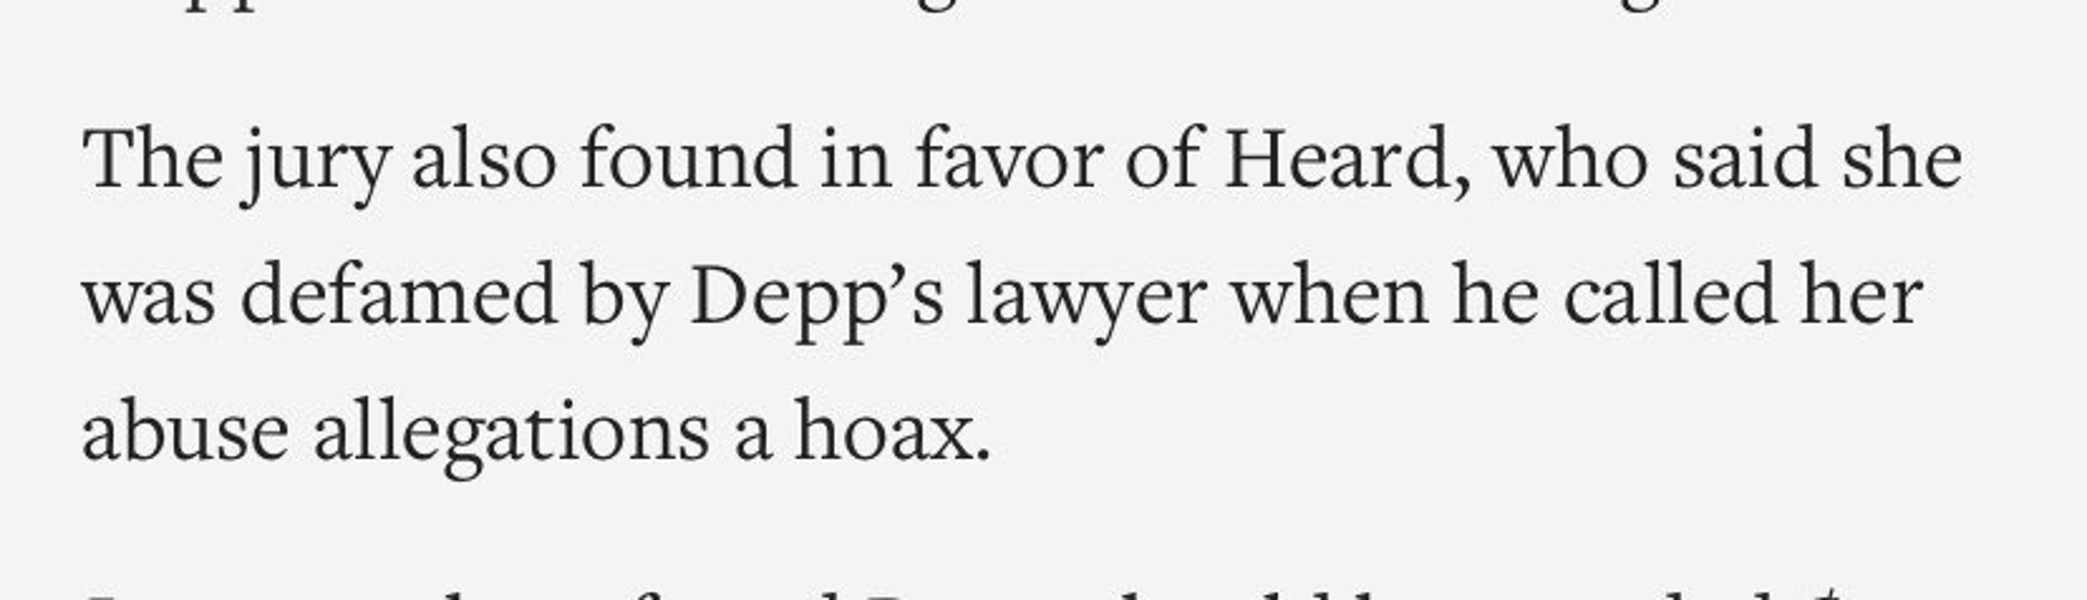 The jury also found in favor of Heard, who said she
was defamed by Depp’s lawyer when he called her
abuse allegations a hoax.